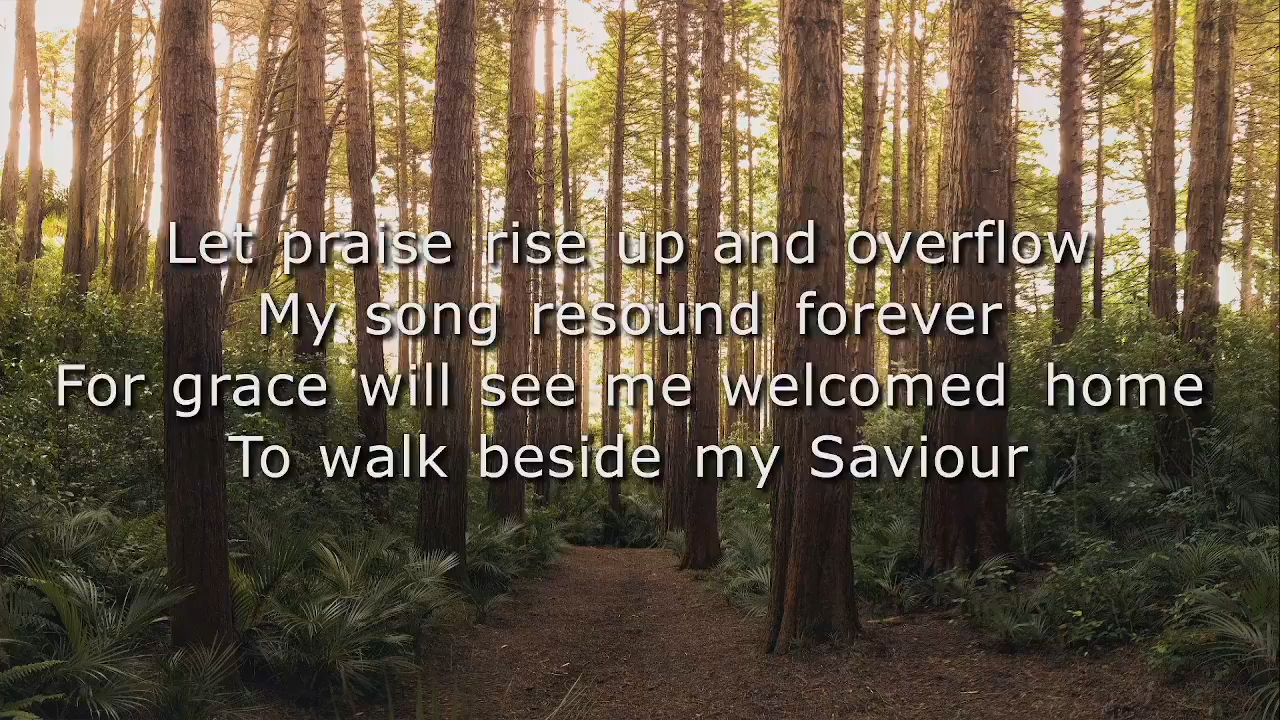 Let praise rise up and overflow
My song resound forever
For grace will see me welcomed home
To walk beside my Saviour